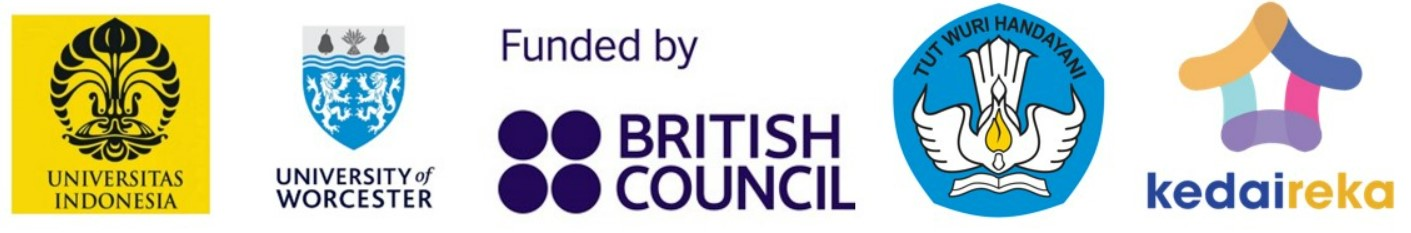 UNIVERSITAS
INDONESIA
UNIVERSITY of
WORCESTER
Funded by
BRITISH
COUNCIL
TUT WURI HANDAYANI
kedaireka